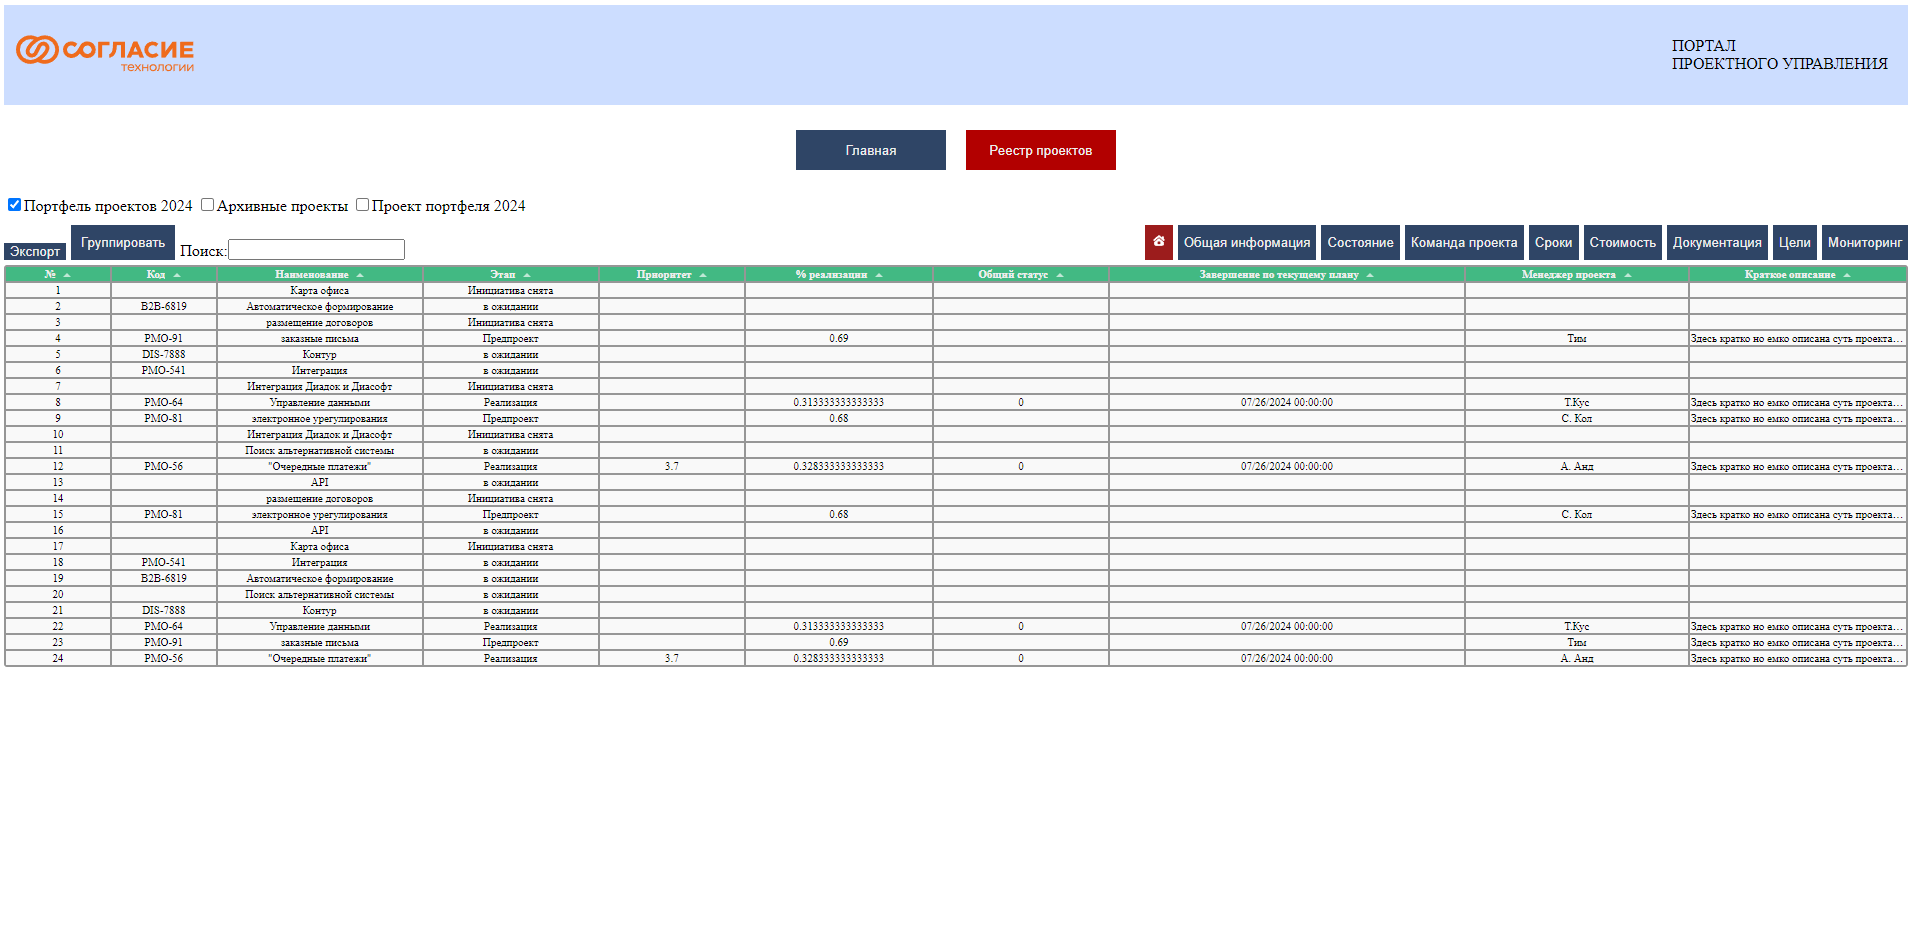 СОГЛАСИЕ
ТЕХНОЛОГИИ
ПОРТАЛ
ПРОЕКТНОГО УПРАВЛЕНИЯ
Главная Реестр проектов
Портфель проектов 2024 Архивные проекты Проект портфеля 2024
Экспорт Группировать Поиск: Общая информация Состояние Команда проекта Сроки Стоимость Документация Цели Мониторинг
№ Код Наименование Этап Приоритет % реализации Общий статус Завершение по текущему плану Менеджер проекта Краткое описание
1 Карта офиса Инициатива снята
2 B2B-6819 Автоматическое формирование в ожидании
3 размещение договоров Инициатива снята
4 PMO-91 заказные письма Предпроект 0.69 Тим Здесь кратко но емко описана суть проекта…
5 DIS-7888 Контур в ожидании
6 PMO-541 Интеграция в ожидании
7 Интеграция Диадок и Диасофт Инициатива снята
8 PMO-64 Управление данными Реализация 0.313333333333333 0 07/26/2024 00:00:00 Т.Кус Здесь кратко но емко описана суть проекта…
9 PMO-81 электронное урегулирования Предпроект 0.68 С. Кол Здесь кратко но емко описана суть проекта…
10 Интеграция Диадок и Диасофт Инициатива снята
11 Поиск альтернативной системы в ожидании
12 PMO-56 "Очередные платежи" Реализация 3.7 0.328333333333333 0 07/26/2024 00:00:00 А. Анд Здесь кратко но емко описана суть проекта…
13 API в ожидании
14 размещение договоров Инициатива снята
15 PMO-81 электронное урегулирования Предпроект 0.68 С. Кол Здесь кратко но емко описана суть проекта…
16 API в ожидании
17 Карта офиса Инициатива снята
18 PMO-541 Интеграция в ожидании
19 B2B-6819 Автоматическое формирование в ожидании
20 Поиск альтернативной системы в ожидании
21 DIS-7888 Контур в ожидании
22 PMO-64 Управление данными Реализация 0.313333333333333 0 07/26/2024 00:00:00 Т.Кус Здесь кратко но емко описана суть проекта…
23 PMO-91 заказные письма Предпроект 0.69 Тим Здесь кратко но емко описана суть проекта…
24 PMO-56 "Очередные платежи" Реализация 3.7 0.328333333333333 0 07/26/2024 00:00:00 А. Анд Здесь кратко но емко описана суть проекта…